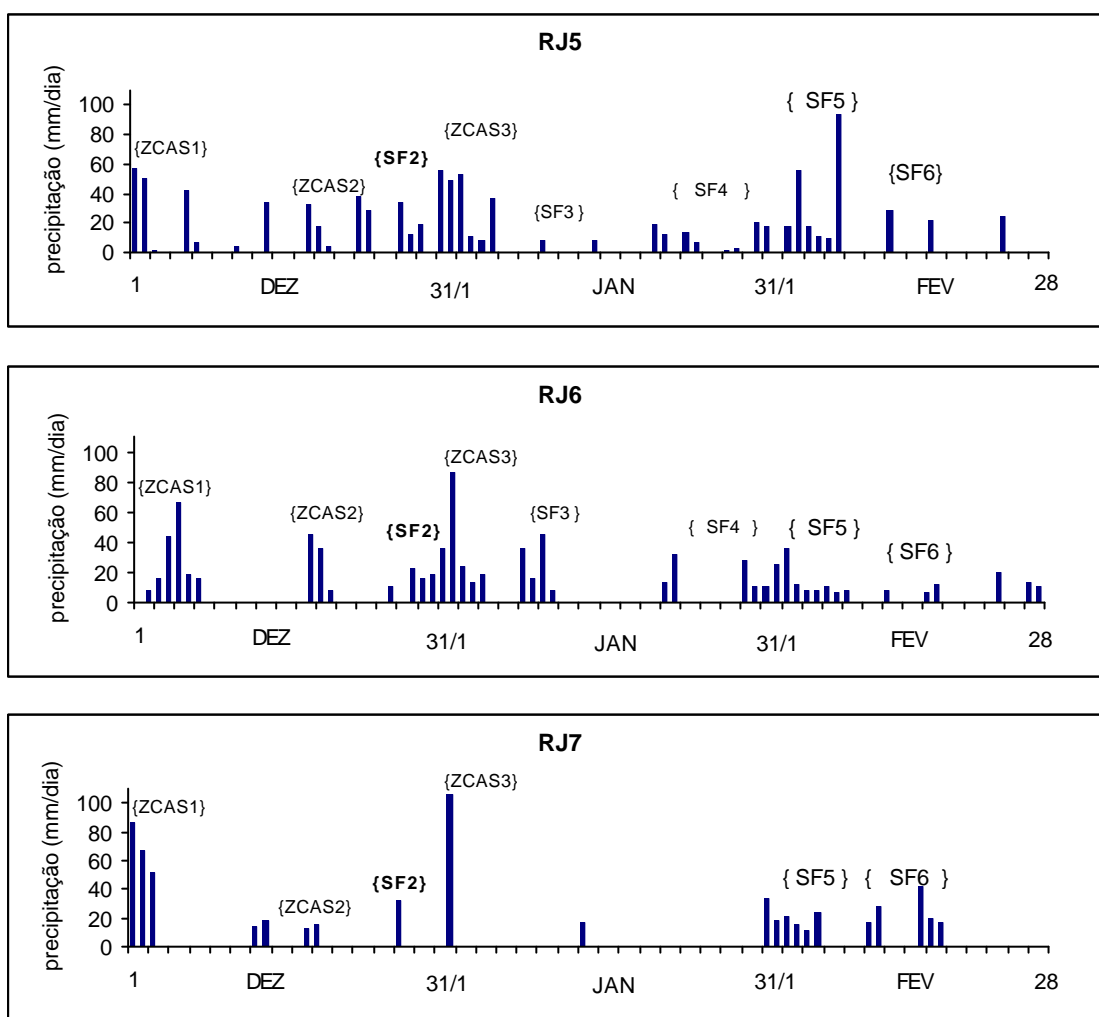 RJ5
precipitação (mm/dia)
100
80
60
40
20
0
{ZCAS1}
{ZCAS2}
{SF2}
{ZCAS3}
{SF3 }
{ SF4 }
{ SF5 }
{SF6}
1 DEZ 31/1 JAN 31/1 FEV 28
RJ6
precipitação (mm/dia)
100
80
60
40
20
0
{ZCAS1}
{ZCAS2}
{SF2}
{ZCAS3}
{SF3 }
{ SF4 }
{ SF5 }
{ SF6 }
1 DEZ 31/1 JAN 31/1 FEV 28
RJ7
precipitação (mm/dia)
100
80
60
40
20
0
{ZCAS1}
{ZCAS2}
{SF2}
{ZCAS3}
{ SF5 }
{ SF6 }
1 DEZ 31/1 JAN 31/1 FEV 28